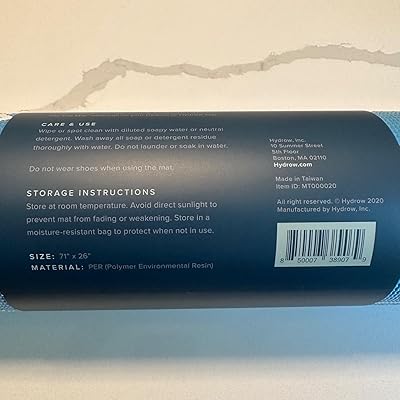 CARE & USE
Wipe or spot clean with diluted soapy water or neutral
detergent. Wash away all soap or detergent residue
thoroughly with water. Do not launder or soak in water.
Do not wear shoes when using the mat.
STORAGE INSTRUCTIONS
Store at room temperature. Avoid direct sunlight to
prevent mat from fading or weakening. Store in a
moisture-resistant bag to protect when not in use.
SIZE: 71" x 26"
MATERIAL: PER (Polymer Environmental Resin)
Hydrow, Inc.
10 Summer Street
5th Floor
Boston, MA 02110
Hydrow.com
Made in Taiwan
Item ID: MT000020
All right reserved. © Hydrow 2020
Manufactured by Hydrow, Inc.
8 50007 38907 9